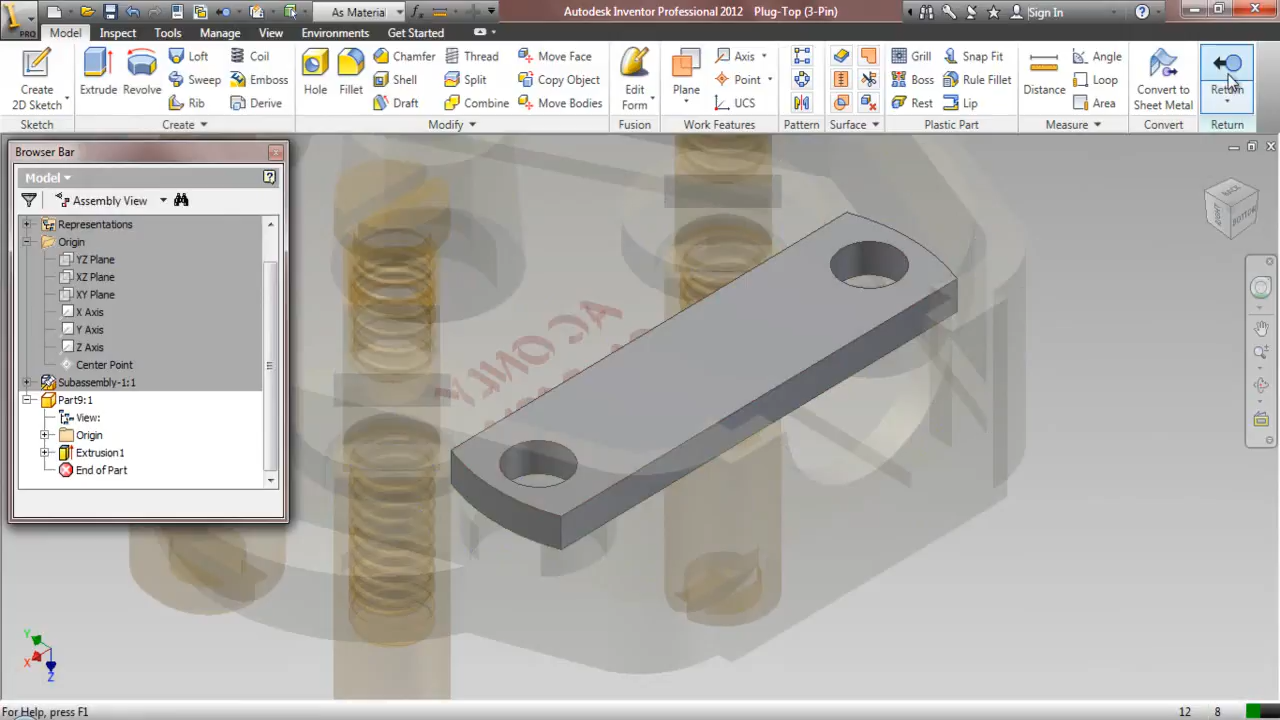 PRO
As Material
Autodesk Inventor Professional 2012 Plug-Top (3-Pin)
Sign In
Model Inspect Tools Manage View Environments Get Started
Create 2D Sketch
Sketch
Extrude
Revolve
Loft
Sweep
Rib
Coil
Emboss
Derive
Create
Hole
Fillet
Chamfer
Shell
Draft
Thread
Split
Combine
Move Face
Copy Object
Move Bodies
Modify
Edit Form
Fusion
Plane
Axis
Point
UCS
Work Features
Pattern
Surface
Grill
Boss
Rest
Snap Fit
Rule Fillet
Lip
Plastic Part
Distance
Angle
Loop
Area
Measure
Convert to Sheet Metal
Convert
Return
Return
Browser Bar
Model
Assembly View
Representations
Origin
YZ Plane
XZ Plane
XY Plane
X Axis
Y Axis
Z Axis
Center Point
Subassembly-1:1
Part9:1
View:
Origin
Extrusion1
End of Part
BACK
BOTTOM
Y
X
Z
For Help, press F1
12 8